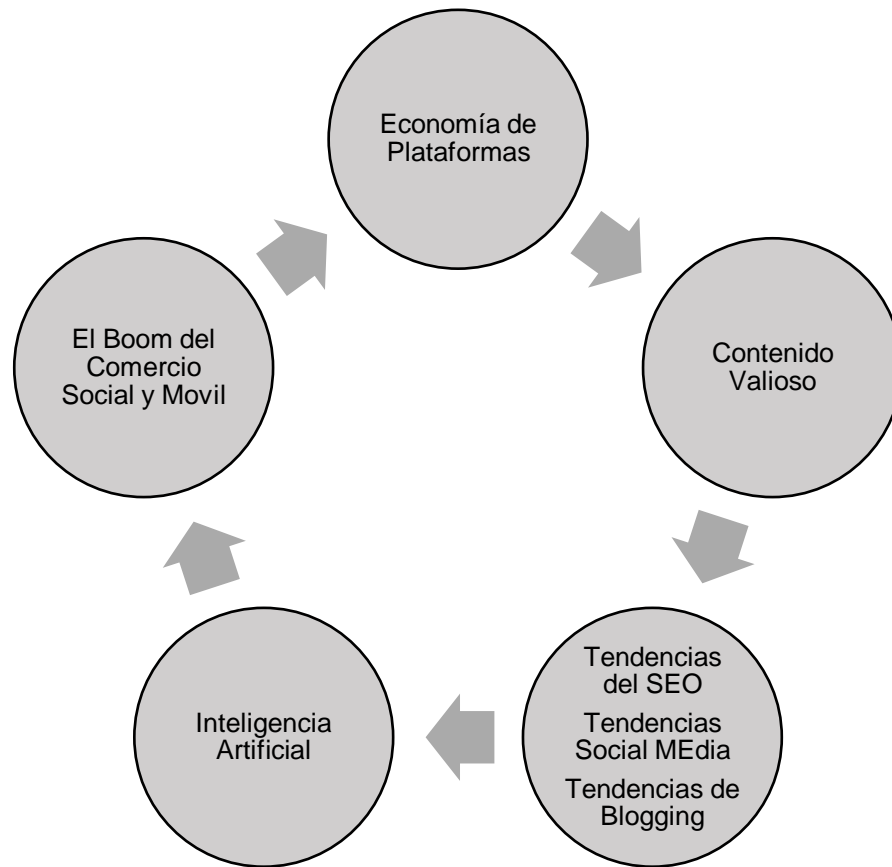 Economía de
Plataformas
Contenido
Valioso
Tendencias
del SEO
Tendencias
Social MEdia
Tendencias de
Blogging
Inteligencia
Artificial
El Boom del
Comercio
Social y Movil